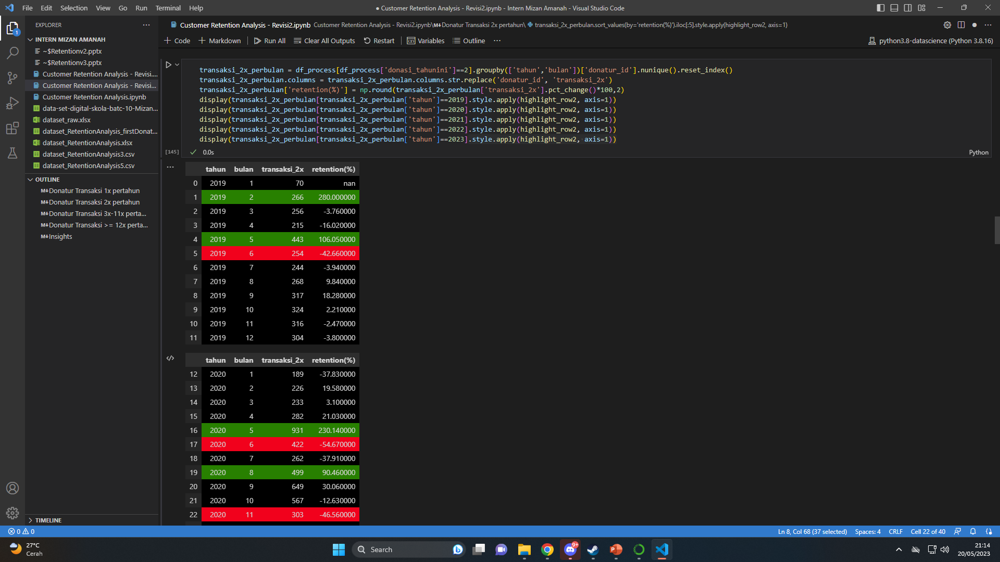 File Edit Selection View Go Run Terminal Help
● Customer Retention Analysis - Revisi2.ipynb - Intern Mizan Amanah - Visual Studio Code
EXPLORER
INTERN MIZAN AMANAH
~$Retentionv2.pptx
~$Retentionv3.pptx
Customer Retention Analysis - Revisi....
Customer Retention Analysis - Revisi...
Customer Retention Analysis.ipynb
data-set-digital-skola-batc-10-Mizan...
dataset_raw.xlsx
dataset_RetentionAnalysis_firstDonat...
dataset_RetentionAnalysis.xlsx
dataset_RetentionAnalysis3.csv
dataset_RetentionAnalysis5.csv
OUTLINE
M↓Donatur Transaksi 1x pertahun
M↓Donatur Transaksi 2x pertahun
M↓Donatur Transaksi 3x-11x perta...
M↓Donatur Transaksi >= 12x perta...
M↓Insights
TIMELINE
Customer Retention Analysis - Revisi2.ipynb Customer Retention Analysis - Revisi2.ipynb\M↓Donatur Transaksi 2x pertahun\ transaksi_2x_perbulan.sort_values(by='retention(%)').iloc[:5].style.apply(highlight_row2, axis=1)
+ Code + Markdown Run All Clear All Outputs Restart Variables Outline ... python3.8-datascience (Python 3.8.16)
transaksi_2x_perbulan = df_process[df_process['donasi_tahunini']==2].groupby(['tahun','bulan'])['donatur_id'].nunique().reset_index()
transaksi_2x_perbulan.columns = transaksi_2x_perbulan.columns.str.replace('donatur_id', 'transaksi_2x')
transaksi_2x_perbulan['retention(%)'] = np.round(transaksi_2x_perbulan['transaksi_2x'].pct_change()*100,2)
display(transaksi_2x_perbulan[transaksi_2x_perbulan['tahun']==2019].style.apply(highlight_row2, axis=1))
display(transaksi_2x_perbulan[transaksi_2x_perbulan['tahun']==2020].style.apply(highlight_row2, axis=1))
display(transaksi_2x_perbulan[transaksi_2x_perbulan['tahun']==2021].style.apply(highlight_row2, axis=1))
display(transaksi_2x_perbulan[transaksi_2x_perbulan['tahun']==2022].style.apply(highlight_row2, axis=1))
display(transaksi_2x_perbulan[transaksi_2x_perbulan['tahun']==2023].style.apply(highlight_row2, axis=1))
[145] ✓ 0.0s Python
tahun bulan transaksi_2x retention(%)
0 2019 1 70 nan
1 2019 2 266 280.000000
2 2019 3 256 -3.760000
3 2019 4 215 -16.020000
4 2019 5 443 106.050000
5 2019 6 254 -42.660000
6 2019 7 244 -3.940000
7 2019 8 268 9.840000
8 2019 9 317 18.280000
9 2019 10 324 2.210000
10 2019 11 316 -2.470000
11 2019 12 304 -3.800000
tahun bulan transaksi_2x retention(%)
12 2020 1 189 -37.830000
13 2020 2 226 19.580000
14 2020 3 233 3.100000
15 2020 4 282 21.030000
16 2020 5 931 230.140000
17 2020 6 422 -54.670000
18 2020 7 262 -37.910000
19 2020 8 499 90.460000
20 2020 9 649 30.060000
21 2020 10 567 -12.630000
22 2020 11 303 -46.560000
0 0 Ln 8, Col 68 (37 selected) Spaces: 4 CRLF Cell 22 of 40
27°C
Cerah
Search
9+
21:14
20/05/2023